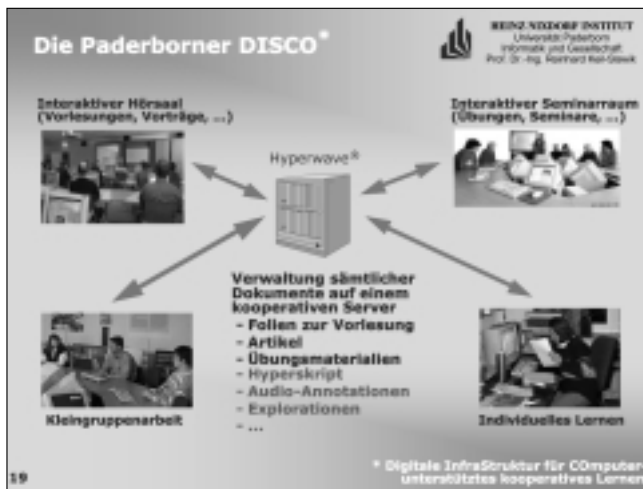 Die Paderborner DISCO*
HEINZ NIXDORF INSTITUT
Universität Paderborn
Informatik und Gesellschaft
Prof. Dr.-Ing. Reinhard Keil-Slawik
Interaktiver Hörsaal
(Vorlesungen, Vorträge, ...)
Interaktiver Seminarraum
(Übungen, Seminare, ...)
Hyperwave®
Verwaltung sämtlicher
Dokumente auf einem
kooperativen Server
- Folien zur Vorlesung
- Artikel
- Übungsmaterialien
- Hyperskript
- Audio-Annotationen
- Explorationen
- ...
Kleingruppenarbeit
Individuelles Lernen
19
* Digitale InfraStruktur für COmputer-
unterstütztes kooperatives Lernen